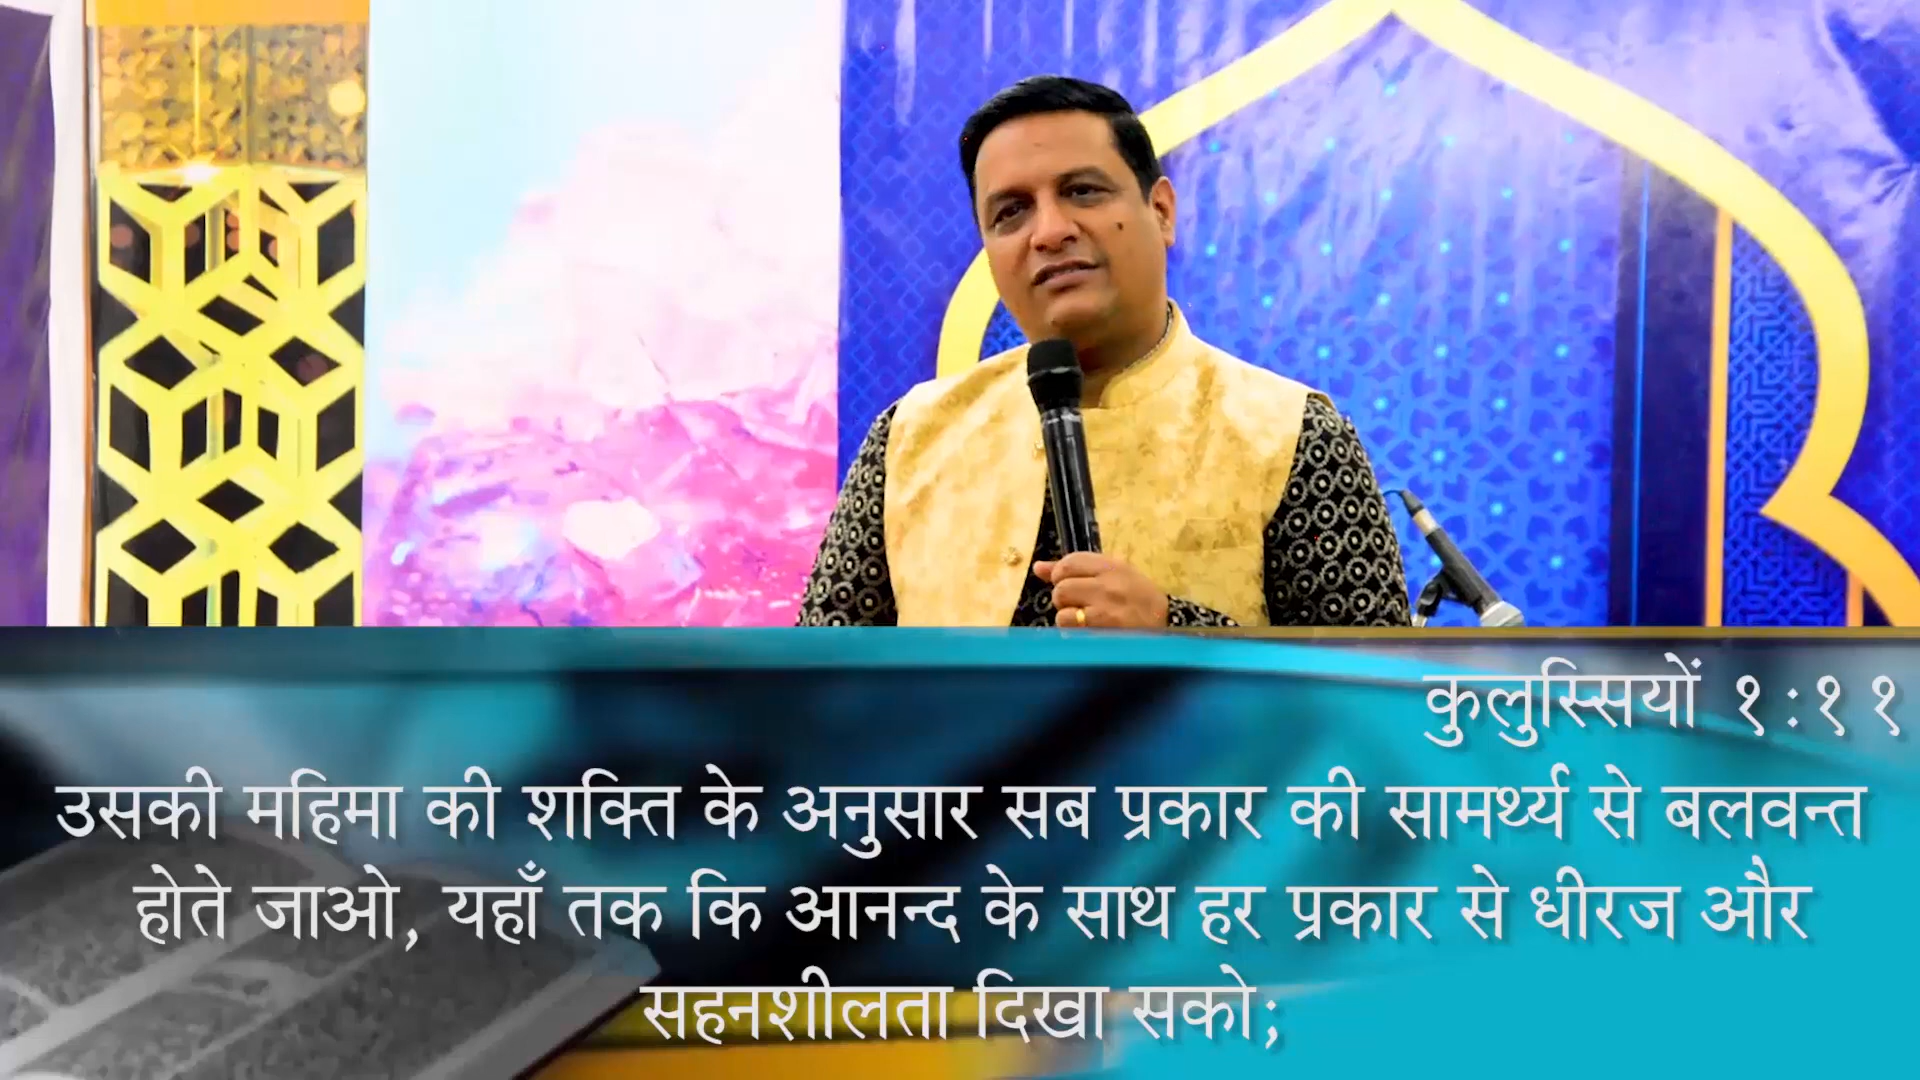 कुलुस्सियों १:११
उसकी महिमा की शक्ति के अनुसार सब प्रकार की सामर्थ्य से बलवन्त
होते जाओ, यहाँ तक कि आनन्द के साथ हर प्रकार से धीरज और
सहनशीलता दिखा सको;